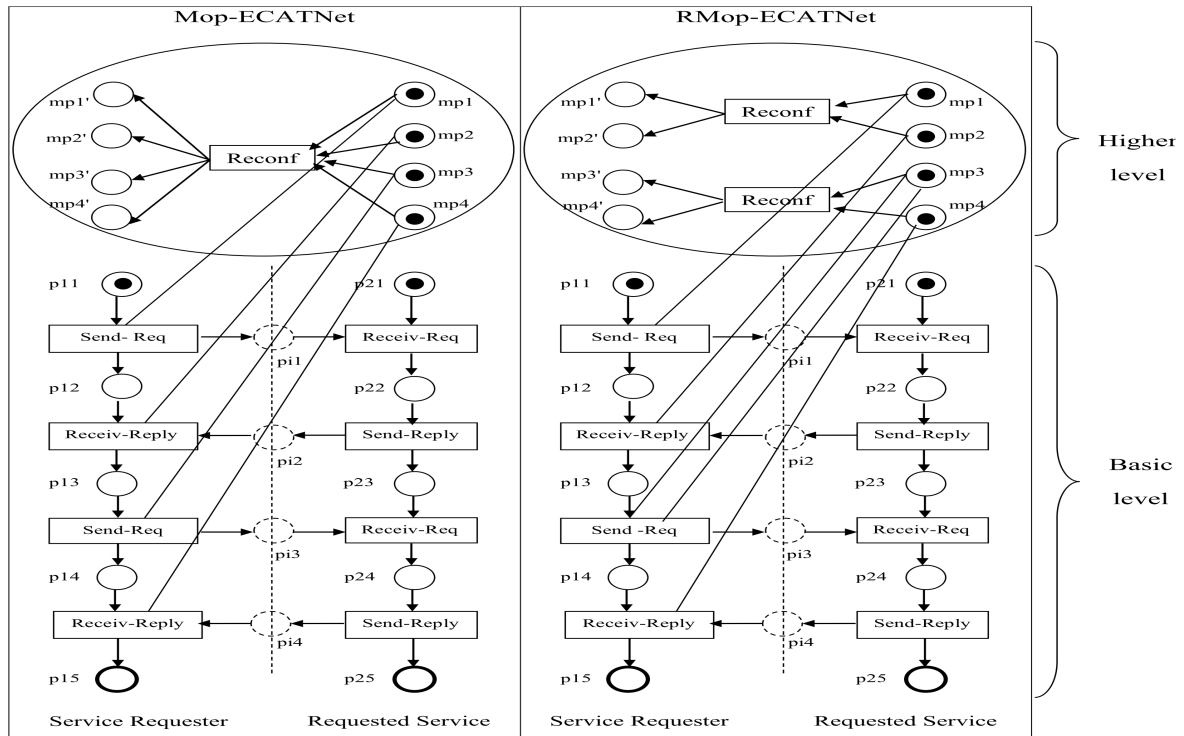 Mop-ECATNet
RMop-ECATNet
mp1'
mp2'
mp3'
mp4'
Reconf
mp1
mp2
mp3
mp4
p11
p21
Send- Req
pi1
Receiv-Req
p12
p22
Receiv-Reply
pi2
Send-Reply
p13
p23
Send-Req
pi3
Receiv-Req
p14
p24
Receiv-Reply
pi4
Send-Reply
p15
p25
Service Requester
Requested Service
mp1'
mp2'
mp3'
mp4'
Reconf
Reconf
mp1
mp2
mp3
mp4
p11
p21
Send- Req
pi1
Receiv-Req
p12
p22
Receiv-Reply
pi2
Send-Reply
p13
p23
Send -Req
pi3
Receiv-Req
p14
p24
Receiv-Reply
pi4
Send-Reply
p15
p25
Service Requester
Requested Service
Higher
level
Basic
level